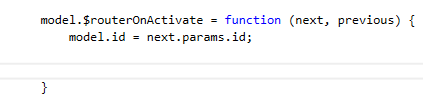 model.$routerOnActivate = function (next, previous) {
    model.id = next.params.id;
}